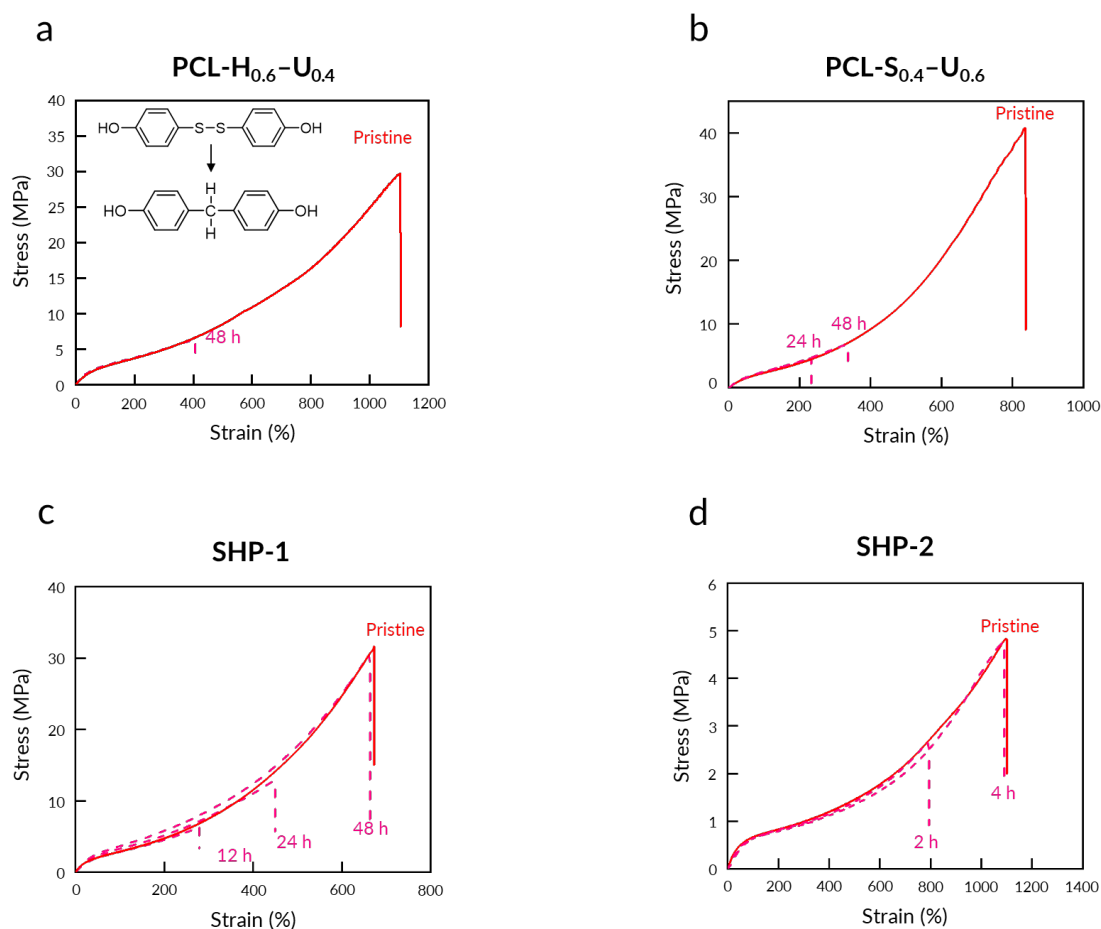 a
PCL-H0.6–U0.4
40
35
30
25
20
15
10
5
0
Stress (MPa)
HO
S
S
OH
H
HO
C
OH
H
Pristine
48 h
0
200
400
600
800
1000
1200
Strain (%)
b
PCL-S0.4–U0.6
40
30
20
10
0
Stress (MPa)
Pristine
48 h
24 h
0
200
400
600
800
1000
Strain (%)
c
SHP-1
40
30
20
10
0
Stress (MPa)
Pristine
48 h
24 h
12 h
0
200
400
600
800
Strain (%)
d
SHP-2
6
5
4
3
2
1
0
Stress (MPa)
Pristine
4 h
2 h
0
200
400
600
800
1000
1200
1400
Strain (%)